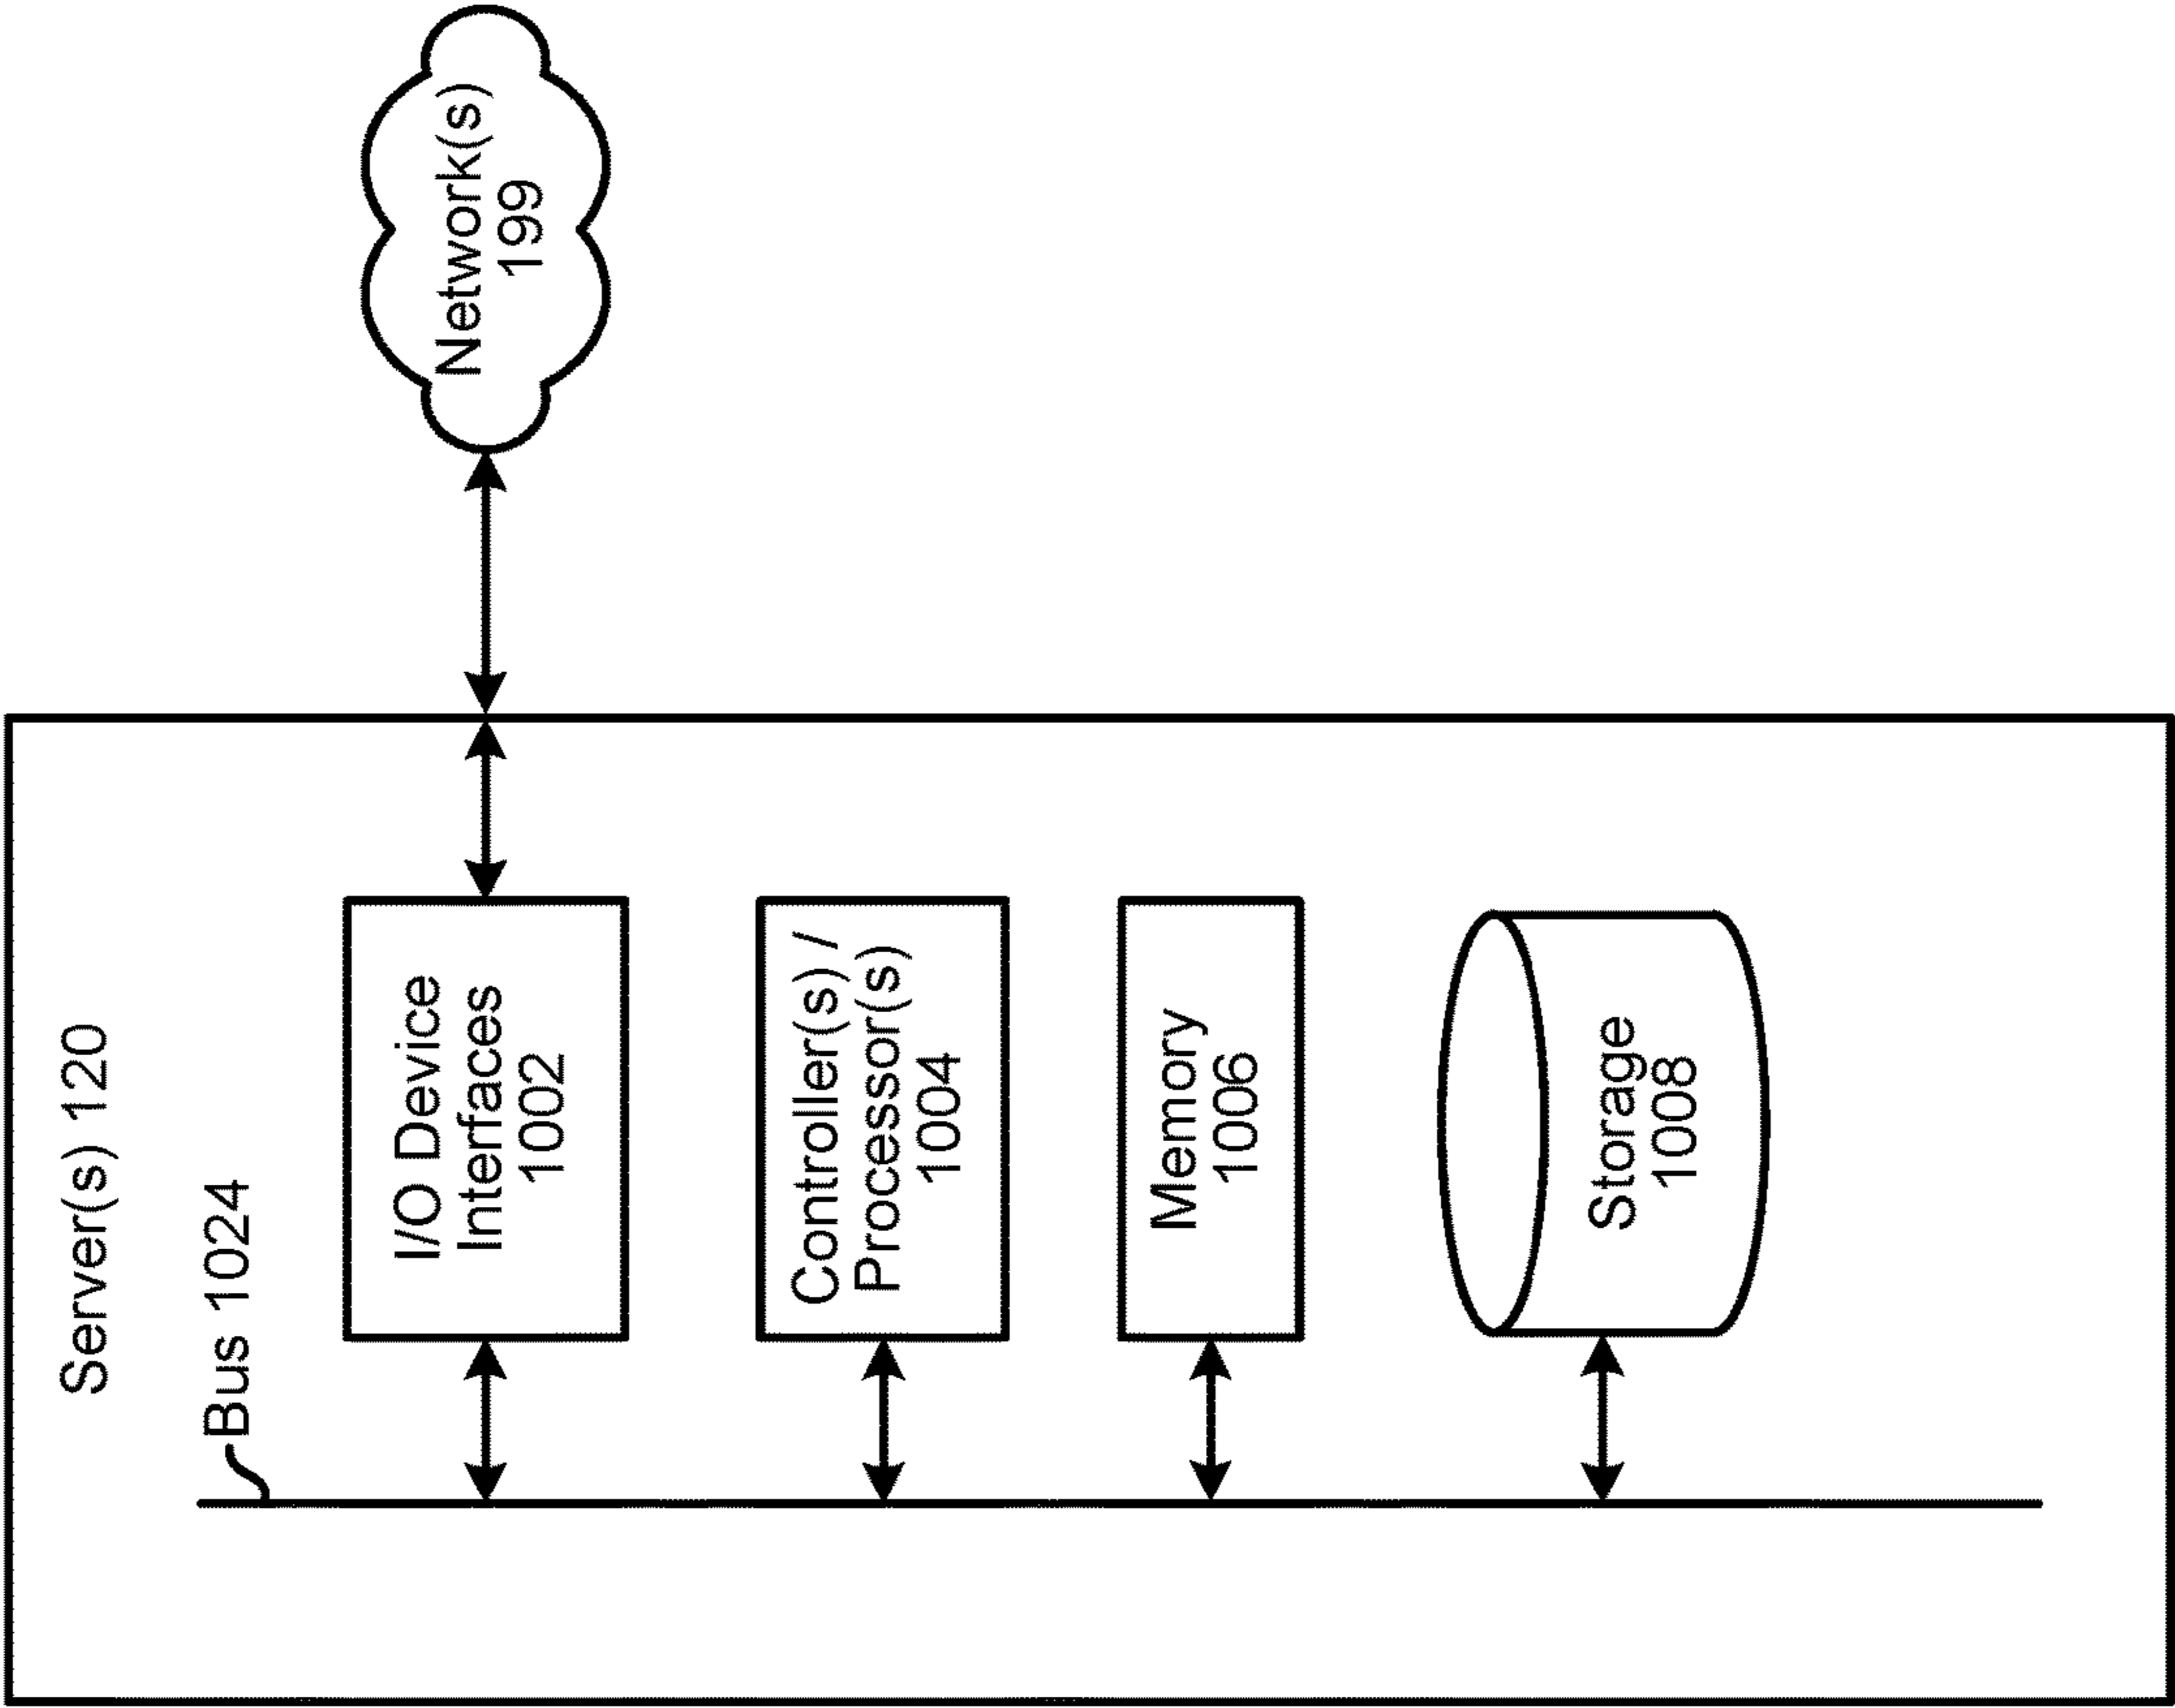 Server(s) 120
Bus 1024
I/O Device
Interfaces
1002
Network(s)
199
Controller(s) /
Processor(s)
1004
Memory
1006
Storage
1008